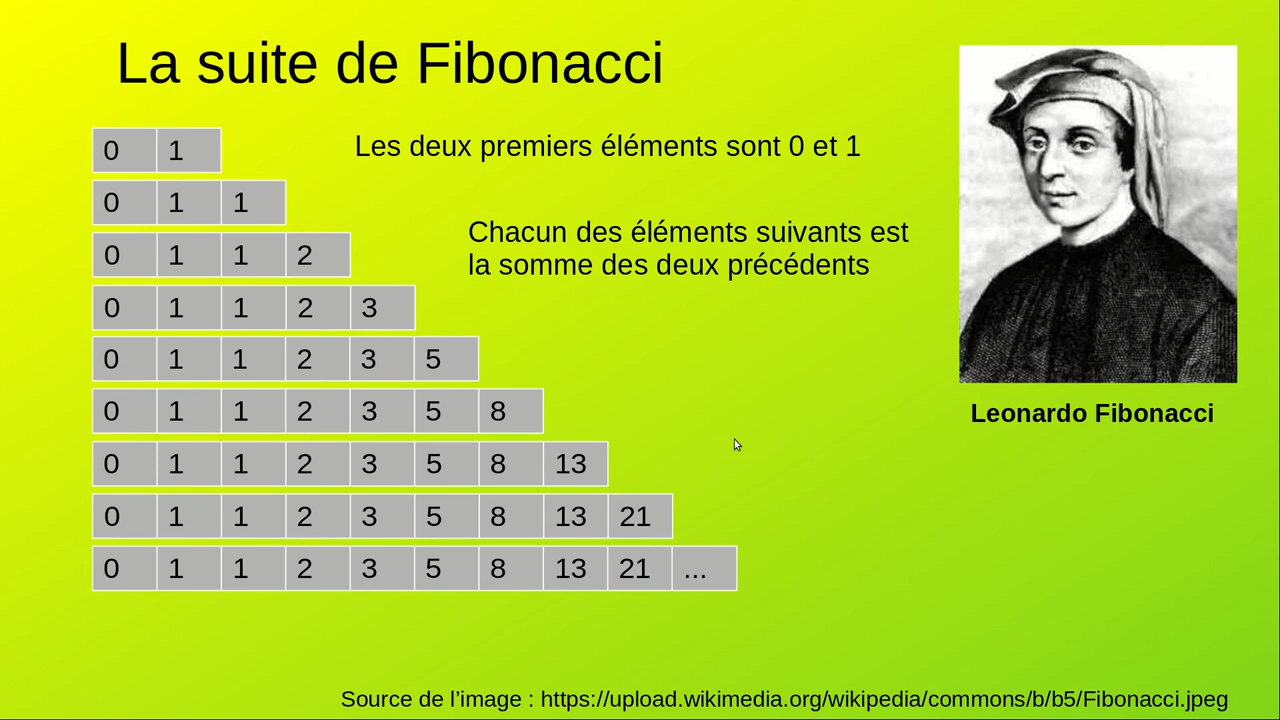 La suite de Fibonacci
0 1
Les deux premiers éléments sont 0 et 1
0 1 1
Chacun des éléments suivants est
la somme des deux précédents
0 1 1 2
0 1 1 2 3
0 1 1 2 3 5
0 1 1 2 3 5 8
0 1 1 2 3 5 8 13
0 1 1 2 3 5 8 13 21
0 1 1 2 3 5 8 13 21 ...
Leonardo Fibonacci
Source de l’image : https://upload.wikimedia.org/wikipedia/commons/b/b5/Fibonacci.jpeg